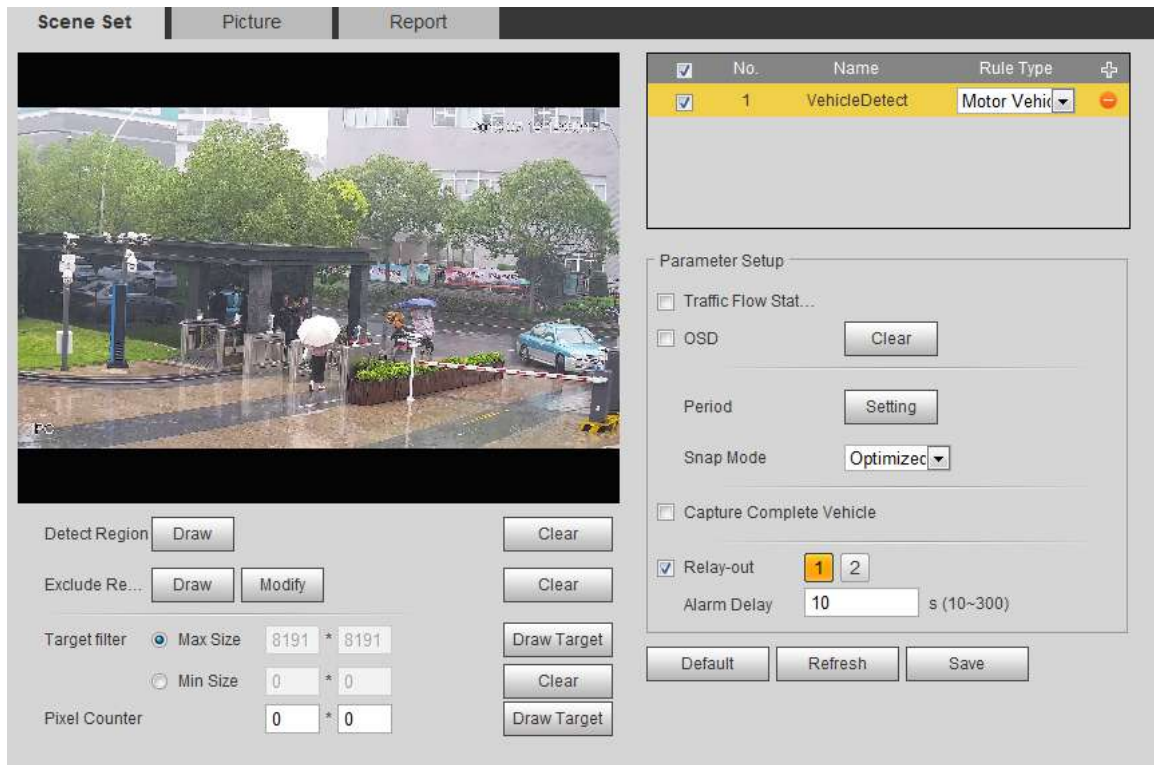 Scene Set Picture Report
No. Name Rule Type
1 VehicleDetect Motor Vehic
Parameter Setup
Traffic Flow Stat...
OSD Clear
Period Setting
Snap Mode Optimized
Capture Complete Vehicle
Relay-out 1 2
Alarm Delay 10 s (10~300)
Default Refresh Save
Detect Region Draw Clear
Exclude Re... Draw Modify Clear
Target filter Max Size 8191 * 8191 Draw Target
Min Size 0 * 0 Clear
Pixel Counter 0 * 0 Draw Target